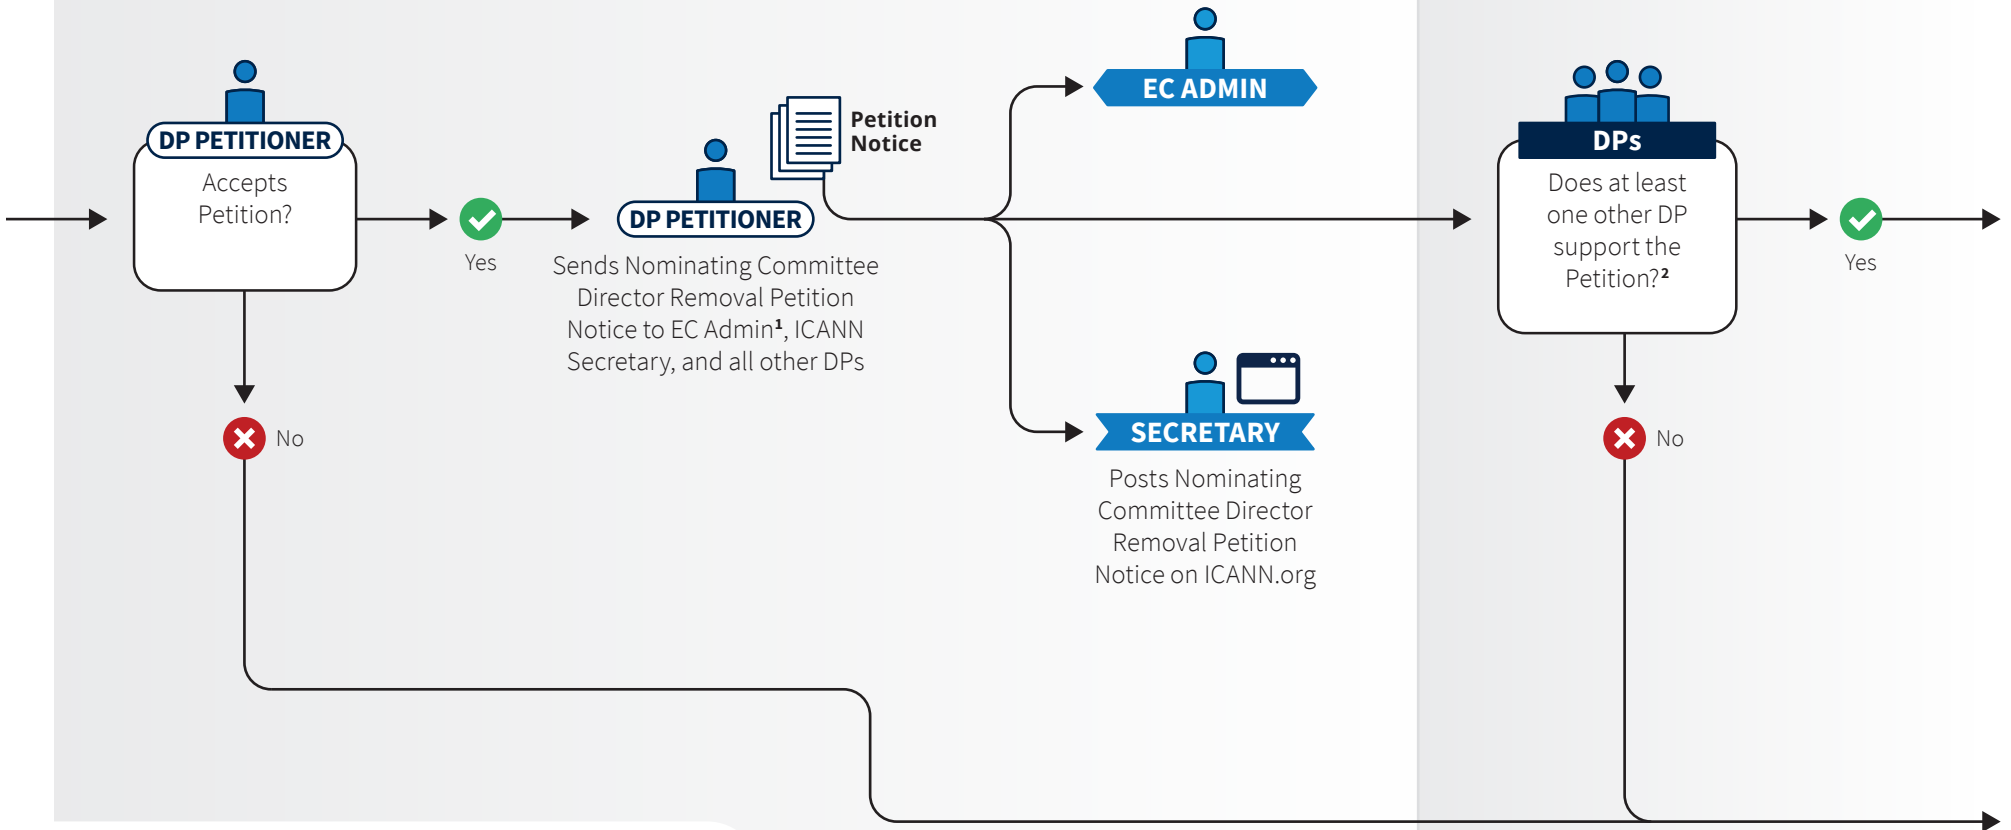 DP PETITIONER
Accepts
Petition?
Yes
No
Petition
Notice
DP PETITIONER
Sends Nominating Committee
Director Removal Petition
Notice to EC Admin¹, ICANN
Secretary, and all other DPs
EC ADMIN
SECRETARY
Posts Nominating
Committee Director
Removal Petition
Notice on ICANN.org
DPs
Does at least
one other DP
support the
Petition?²
Yes
No